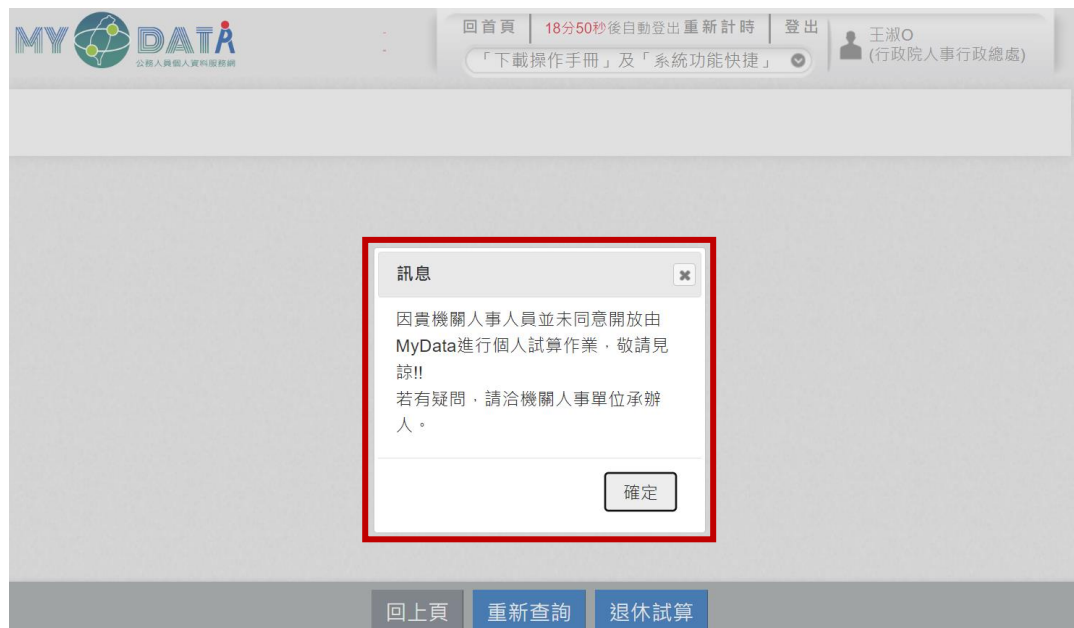 MY DATA
公務人員個人資料服務網
回首頁 18分50秒後自動登出重新計時 登出
「下載操作手冊」及「系統功能快捷」
王淑O
(行政院人事行政總處)
訊息
因貴機關人事人員並未同意開放由
MyData進行個人試算作業，敬請見
諒!!
若有疑問，請洽機關人事單位承辦
人。
確定
回上頁 重新查詢 退休試算